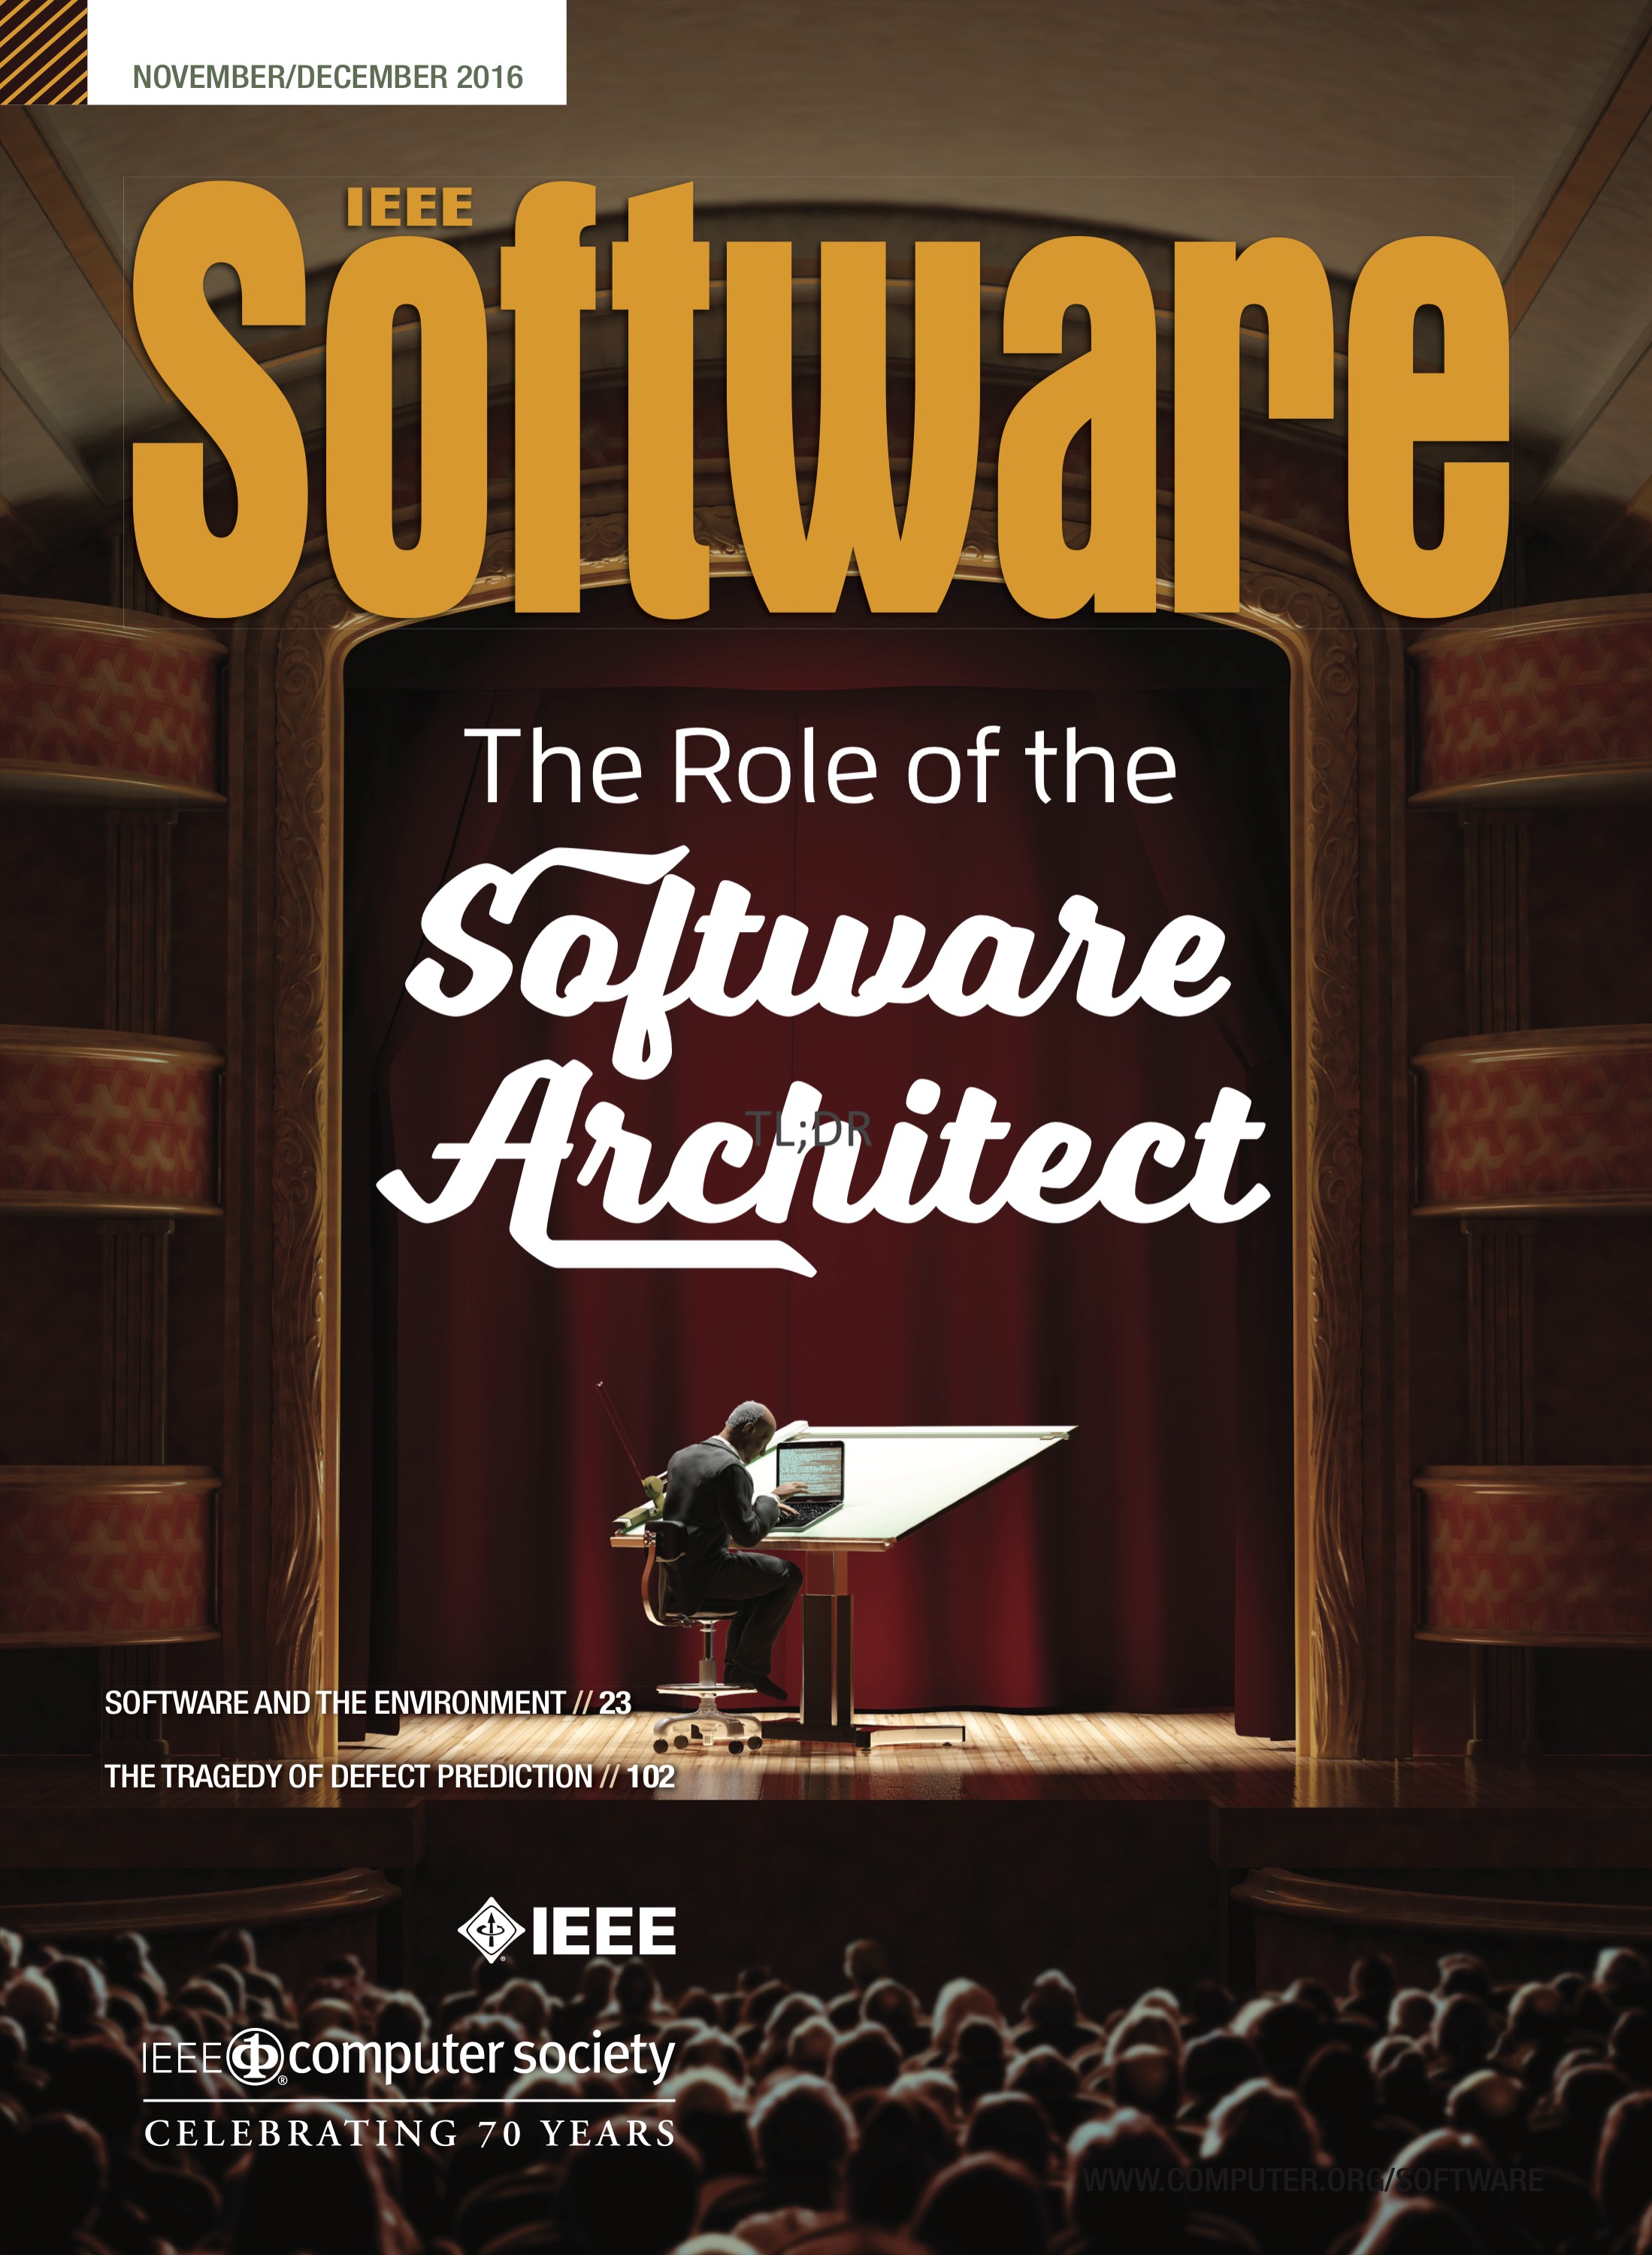 NOVEMBER/DECEMBER 2016
IEEE
Software
The Role of the
Software
Architect
TL;DR
SOFTWARE AND THE ENVIRONMENT // 23
THE TRAGEDY OF DEFECT PREDICTION // 102
IEEE
IEEE computer society
CELEBRATING 70 YEARS
WWW.COMPUTER.ORG/SOFTWARE